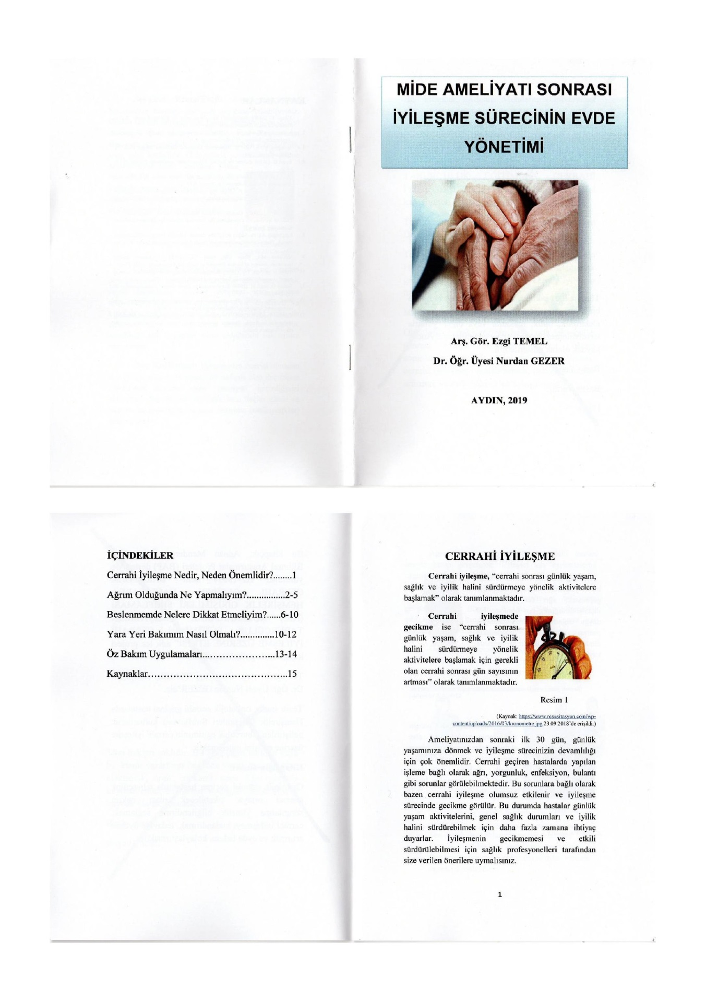 MİDE AMELİYATI SONRASI
İYİLEŞME SÜRECİNİN EVDE
YÖNETİMİ
Arş. Gör. Ezgi TEMEL
Dr. Öğr. Üyesi Nurdan GEZER
AYDIN, 2019
İÇİNDEKİLER
Cerrahi İyileşme Nedir, Neden Önemlidir?........1
Ağrım Olduğunda Ne Yapmalıyım?................2-5
Beslenmemde Nelere Dikkat Etmeliyim?......6-10
Yara Yeri Bakımım Nasıl Olmalı?.............10-12
Öz Bakım Uygulamaları........................13-14
Kaynaklar..........................................15
CERRAHİ İYİLEŞME
Cerrahi iyileşme, “cerrahi sonrası günlük yaşam,
sağlık ve iyilik halini sürdürmeye yönelik aktivitelere
başlamak” olarak tanımlanmaktadır.
Cerrahi iyileşmede
gecikme ise “cerrahi sonrası
günlük yaşam, sağlık ve iyilik
halini sürdürmeye yönelik
aktivitelere başlamak için gerekli
olan cerrahi sonrası gün sayısının
artması” olarak tanımlanmaktadır.
Resim 1
(Kaynak: https://www.resusitasyon.com/wp-
content/uploads/2016/03/kronometre.jpg 23.09.2018’de erişildi.)
Ameliyatınızdan sonraki ilk 30 gün, günlük
yaşamınıza dönmek ve iyileşme sürecinizin devamlılığı
için çok önemlidir. Cerrahi geçiren hastalarda yapılan
işleme bağlı olarak ağrı, yorgunluk, enfeksiyon, bulantı
gibi sorunlar görülebilmektedir. Bu sorunlara bağlı olarak
bazen cerrahi iyileşme olumsuz etkilenir ve iyileşme
sürecinde gecikme görülür. Bu durumda hastalar günlük
yaşam aktivitelerini, genel sağlık durumları ve iyilik
halini sürdürebilmek için daha fazla zamana ihtiyaç
duyarlar. İyileşmenin gecikmemesi ve etkili
sürdürülebilmesi için sağlık profesyonelleri tarafından
size verilen önerilere uymalısınız.
1